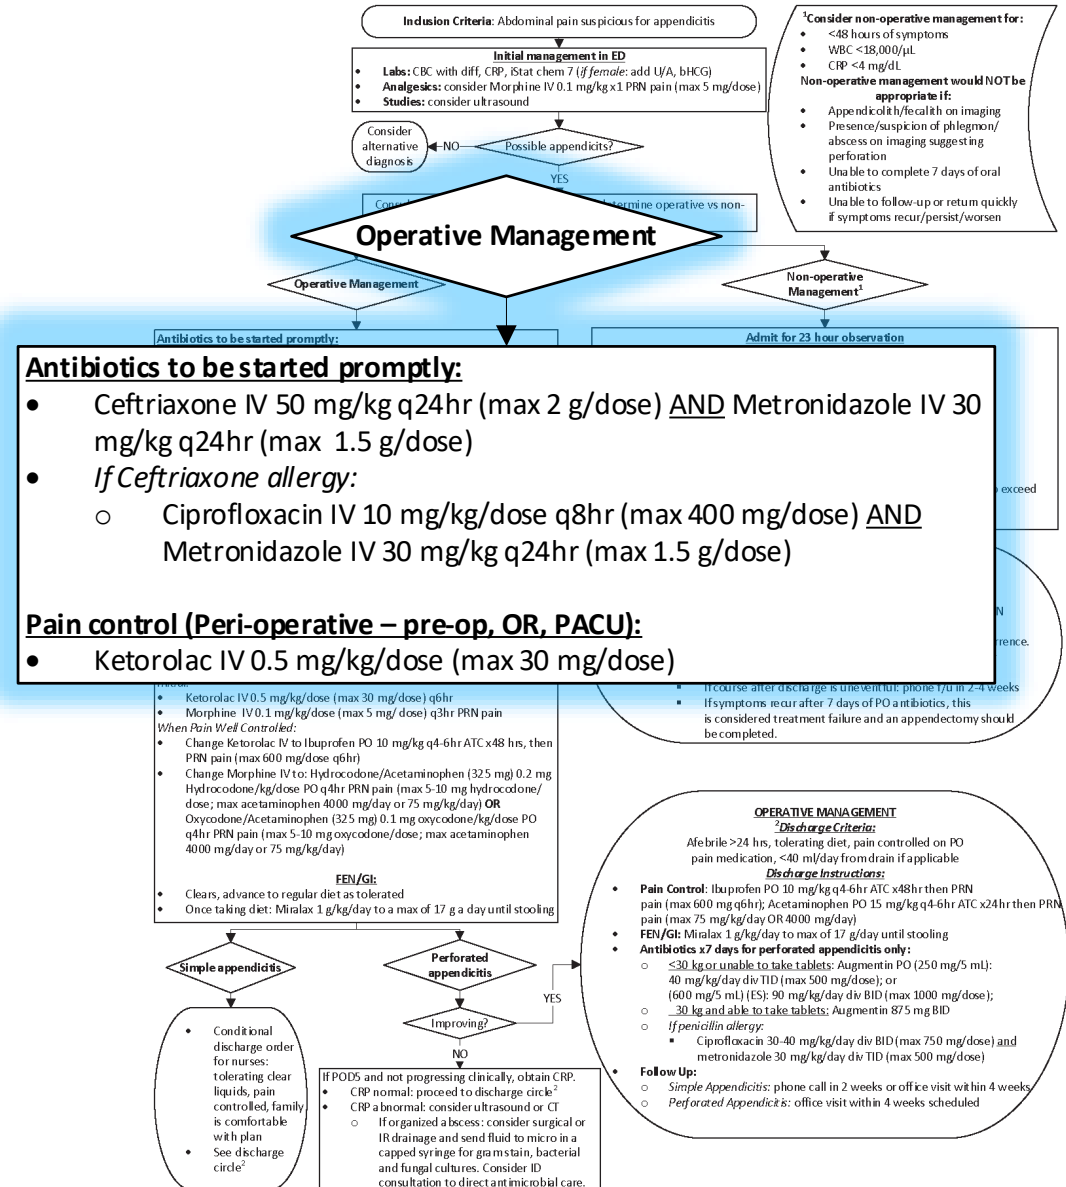 Inclusion Criteria: Abdominal pain suspicious for appendicitis
Initial management in ED
• Labs: CBC with diff, CRP, iStat chem 7 (if female: add U/A, bHCG)
• Analgesics: consider Morphine IV 0.1 mg/kg x1 PRN pain (max 5 mg/dose)
• Studies: consider ultrasound
Possible appendicits?
NO
Consider
alternative
diagnosis
YES
1Consider non-operative management for:
• <48 hours of symptoms
• WBC <18,000/µL
• CRP <4 mg/dL
Non-operative management would NOT be
appropriate if:
• Appendicolith/fecalith on imaging
• Presence/suspicion of phlegmon/
abscess on imaging suggesting
perforation
• Unable to complete 7 days of oral
antibiotics
• Unable to follow-up or return quickly
if symptoms recur/persist/worsen
operative vs non-
Operative Management
Operative Management
Non-operative
Management1
Antibiotics to be started promptly:
Admit for 23 hour observation
Antibiotics to be started promptly:
• Ceftriaxone IV 50 mg/kg q24hr (max 2 g/dose) AND Metronidazole IV 30
mg/kg q24hr (max 1.5 g/dose)
• If Ceftriaxone allergy:
o Ciprofloxacin IV 10 mg/kg/dose q8hr (max 400 mg/dose) AND
Metronidazole IV 30 mg/kg q24hr (max 1.5 g/dose)
Pain control (Peri-operative – pre-op, OR, PACU):
• Ketorolac IV 0.5 mg/kg/dose (max 30 mg/dose)
exceed
• Ketorolac IV 0.5 mg/kg/dose (max 30 mg/dose) q6hr
• Morphine IV 0.1 mg/kg/dose (max 5 mg/ dose) q3hr PRN pain
When Pain Well Controlled:
• Change Ketorolac IV to Ibuprofen PO 10 mg/kg q4-6hr ATC x48 hrs, then
PRN pain (max 600 mg/dose q6hr)
• Change Morphine IV to: Hydrocodone/Acetaminophen (325 mg) 0.2 mg
Hydrocodone/kg/dose PO q4hr PRN pain (max 5-10 mg hydrocodone/
dose; max acetaminophen 4000 mg/day or 75 mg/kg/day) OR
Oxycodone/Acetaminophen (325 mg) 0.1 mg oxycodone/kg/dose PO
q4hr PRN pain (max 5-10 mg oxycodone/dose; max acetaminophen
4000 mg/day or 75 mg/kg/day)
FEN/GI:
• Clears, advance to regular diet as tolerated
• Once taking diet: Miralax 1 g/kg/day to a max of 17 g a day until stooling
▪ If course after discharge is uneventful: phone f/u in 2-4 weeks
▪ If symptoms recur after 7 days of PO antibiotics, this
is considered treatment failure and an appendectomy should
be completed.
Simple appendicitis
Perforated
appendicitis
YES
Improving?
NO
• Conditional
discharge order
for nurses:
tolerating clear
liquids, pain
controlled, family
is comfortable
with plan
• See discharge
circle2
If POD5 and not progressing clinically, obtain CRP.
• CRP normal: proceed to discharge circle2
• CRP abnormal: consider ultrasound or CT
o If organized abscess: consider surgical or
IR drainage and send fluid to micro in a
capped syringe for gram stain, bacterial
and fungal cultures. Consider ID
consultation to direct antimicrobial care.
OPERATIVE MANAGEMENT
2Discharge Criteria:
Afebrile >24 hrs, tolerating diet, pain controlled on PO
pain medication, <40 ml/day from drain if applicable
Discharge Instructions:
• Pain Control: Ibuprofen PO 10 mg/kg q4-6hr ATC x48hr then PRN
pain (max 600 mg q6hr); Acetaminophen PO 15 mg/kg q4-6hr ATC x24hr then PRN
pain (max 75 mg/kg/day OR 4000 mg/day)
• FEN/GI: Miralax 1 g/kg/day to max of 17 g/day until stooling
• Antibiotics x7 days for perforated appendicitis only:
o <30 kg or unable to take tablets: Augmentin PO (250 mg/5 mL):
40 mg/kg/day div TID (max 500 mg/dose); or
(600 mg/5 mL) (ES): 90 mg/kg/day div BID (max 1000 mg/dose);
o 30 kg and able to take tablets: Augmentin 875 mg BID
o If penicillin allergy:
▪ Ciprofloxacin 30-40 mg/kg/day div BID (max 750 mg/dose) and
metronidazole 30 mg/kg/day div TID (max 500 mg/dose)
• Follow Up:
o Simple Appendicitis: phone call in 2 weeks or office visit within 4 weeks
o Perforated Appendicitis: office visit within 4 weeks scheduled